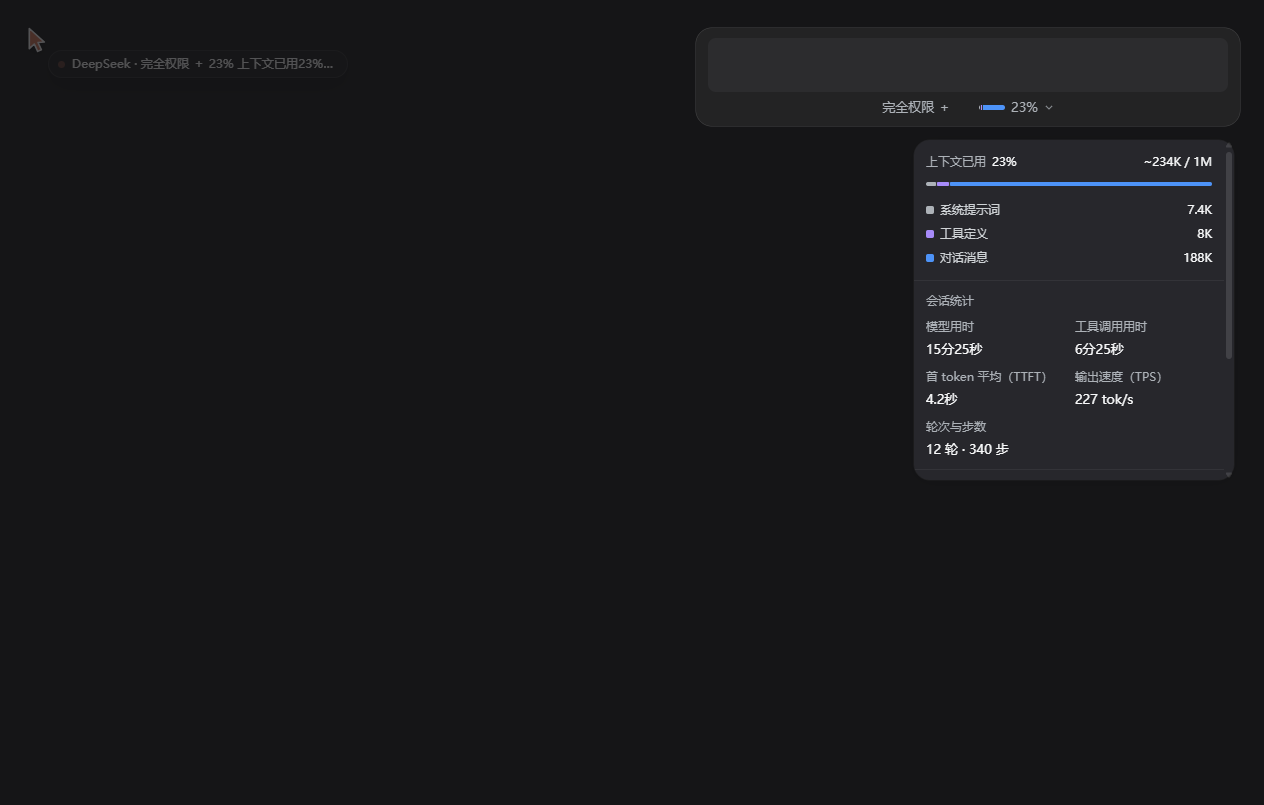 DeepSeek · 完全权限 + 23% 上下文已用23%...
完全权限 + 23%
上下文已用 23% ~234K / 1M
系统提示词 7.4K
工具定义 8K
对话消息 188K
会话统计
模型用时 工具调用用时
15分25秒 6分25秒
首 token 平均（TTFT） 输出速度（TPS）
4.2秒 227 tok/s
轮次与步数
12 轮 · 340 步